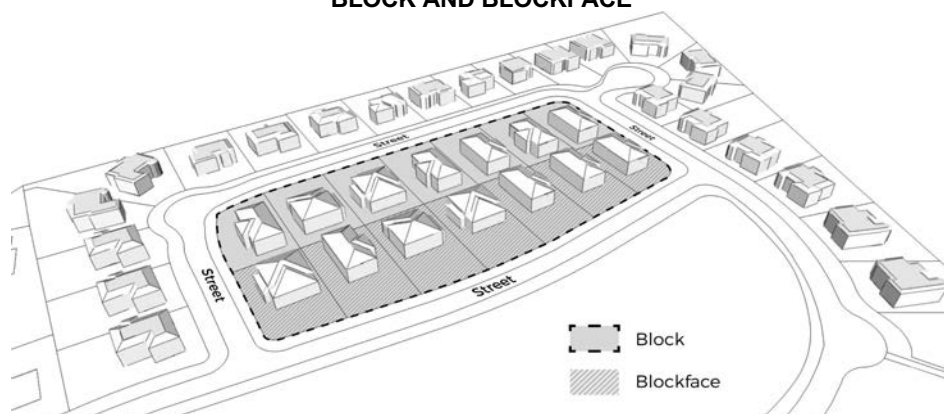 BLOCK AND BLOCKFACE
Street
Street
Street
Street
Block
Blockface